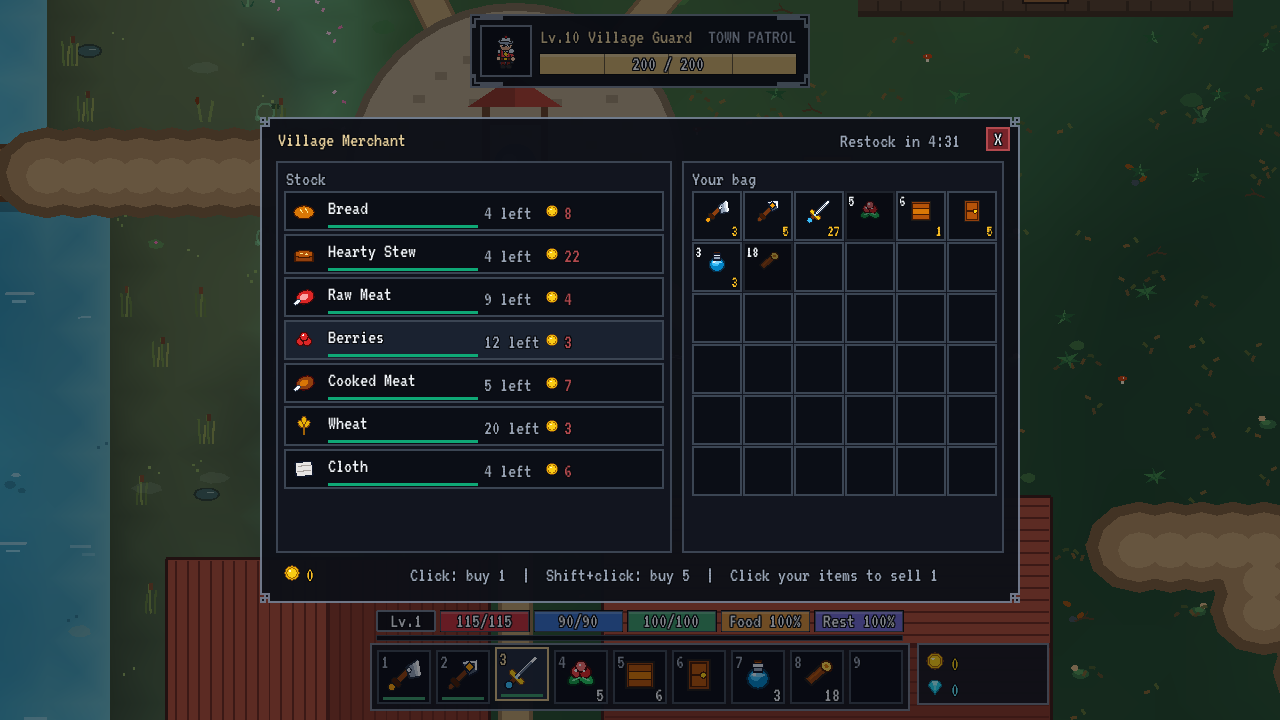 Lv.10 Village Guard TOWN PATROL
200 / 200
Village Merchant
Restock in 4:31
X
Stock
Bread 4 left 8
Hearty Stew 4 left 22
Raw Meat 9 left 4
Berries 12 left 3
Cooked Meat 5 left 7
Wheat 20 left 3
Cloth 4 left 6
Your bag
3 5 27 5 6 1 5
3 3 18
0
Click: buy 1 | Shift+click: buy 5 | Click your items to sell 1
Lv.1 115/115 90/90 100/100 Food 100% Rest 100%
1 2 3 4 5 6 7 8 9
5 6 3 18
0
0